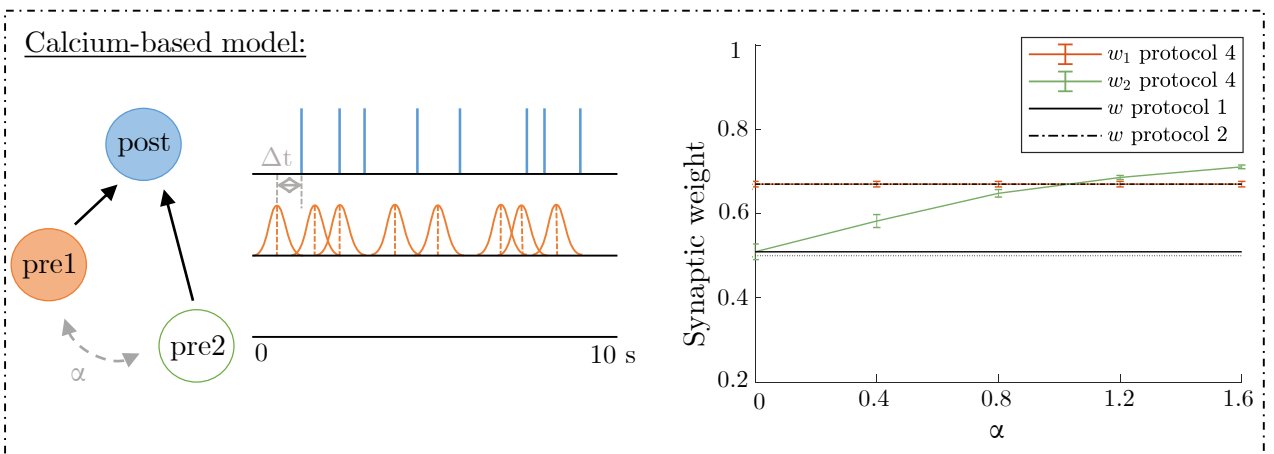 Calcium-based model:
post
pre1
pre2
α
Δt
0
10 s
Synaptic weight
1
0.8
0.6
0.4
0.2
0
0.4
0.8
1.2
1.6
α
w₁ protocol 4
w₂ protocol 4
w protocol 1
w protocol 2